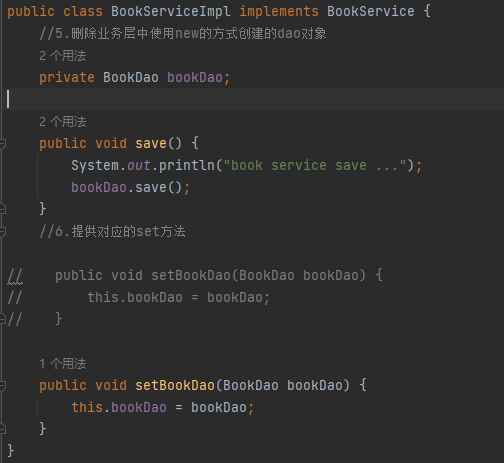 public class BookServiceImpl implements BookService {
//5.删除业务层中使用new的方式创建的dao对象
2 个用法
private BookDao bookDao;
2 个用法
public void save() {
System.out.println("book service save ...");
bookDao.save();
}
//6.提供对应的set方法
//    public void setBookDao(BookDao bookDao) {
//        this.bookDao = bookDao;
//    }
1 个用法
public void setBookDao(BookDao bookDao) {
this.bookDao = bookDao;
}
}